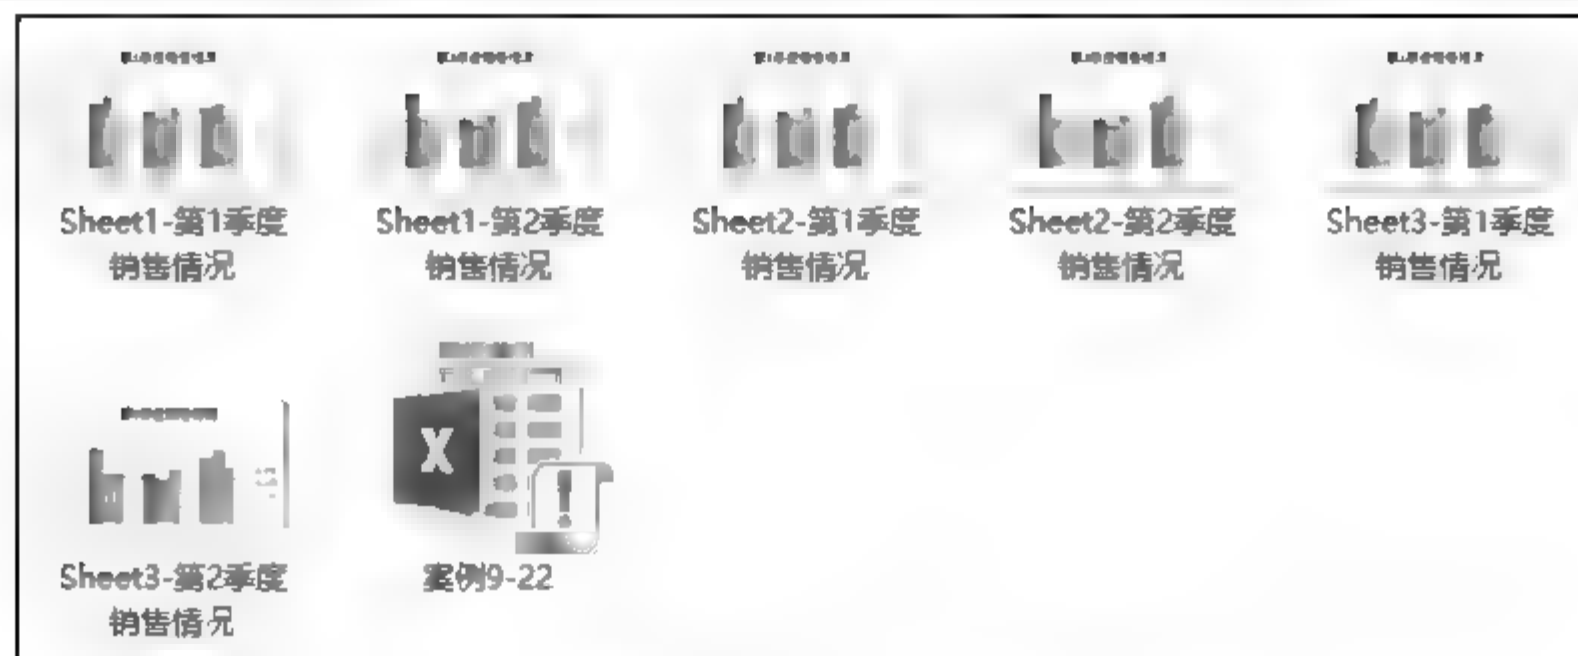 Sheet1-第1季度
销售情况
Sheet1-第2季度
销售情况
Sheet2-第1季度
销售情况
Sheet2-第2季度
销售情况
Sheet3-第1季度
销售情况
X
Sheet3-第2季度
销售情况
案例9-22